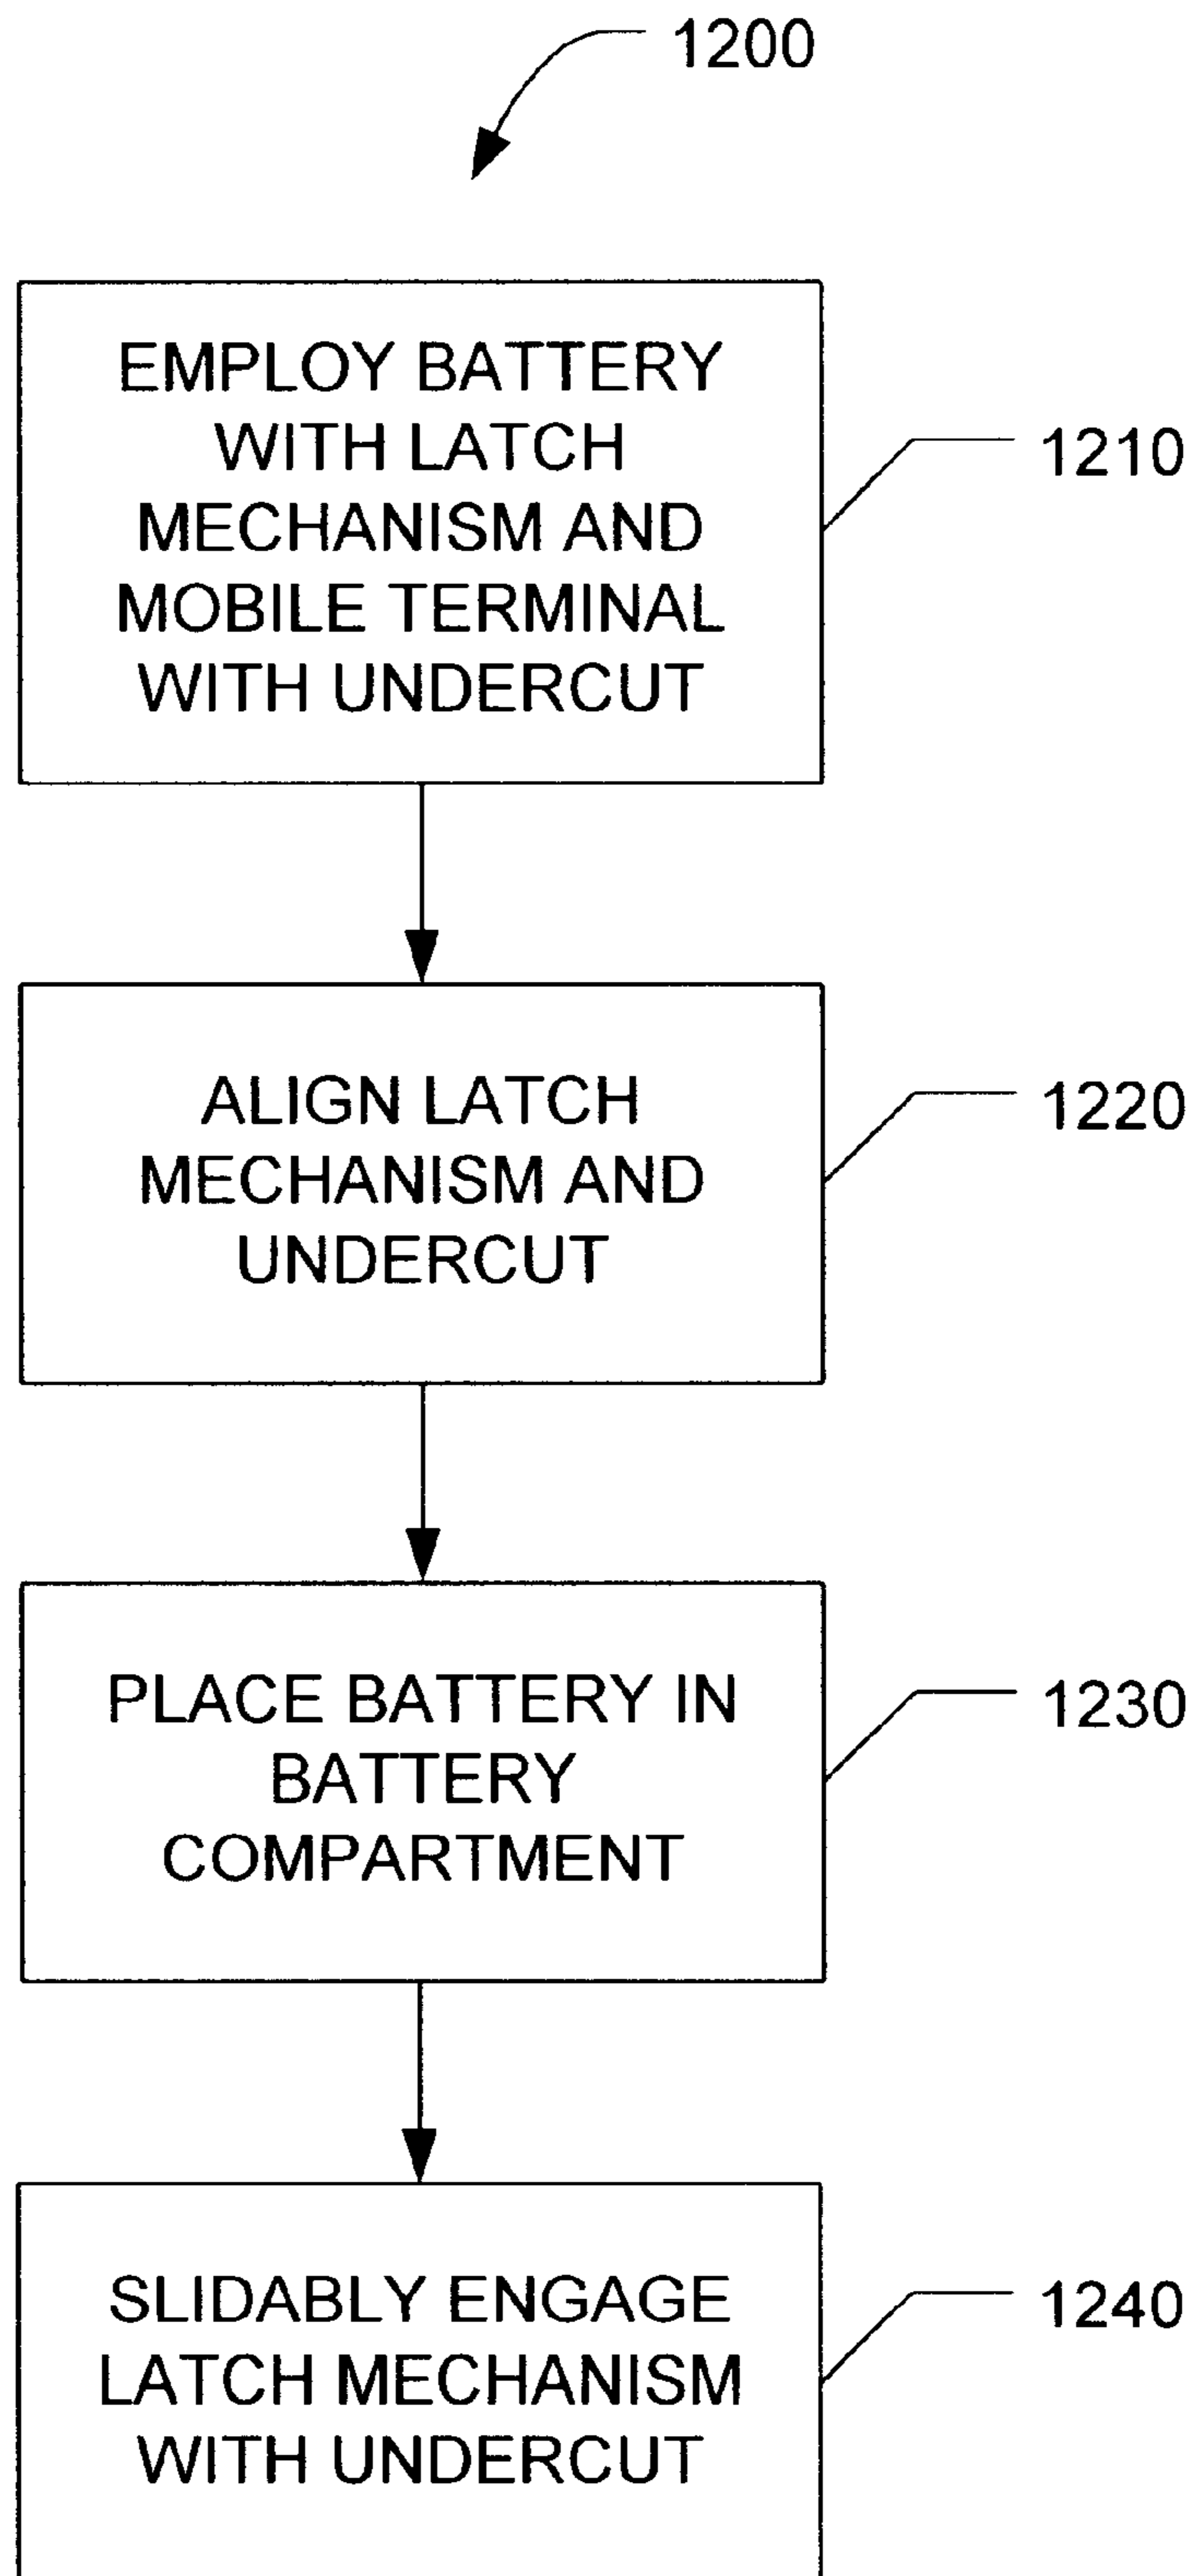 1200
EMPLOY BATTERY
WITH LATCH
MECHANISM AND
MOBILE TERMINAL
WITH UNDERCUT
1210
ALIGN LATCH
MECHANISM AND
UNDERCUT
1220
PLACE BATTERY IN
BATTERY
COMPARTMENT
1230
SLIDABLY ENGAGE
LATCH MECHANISM
WITH UNDERCUT
1240